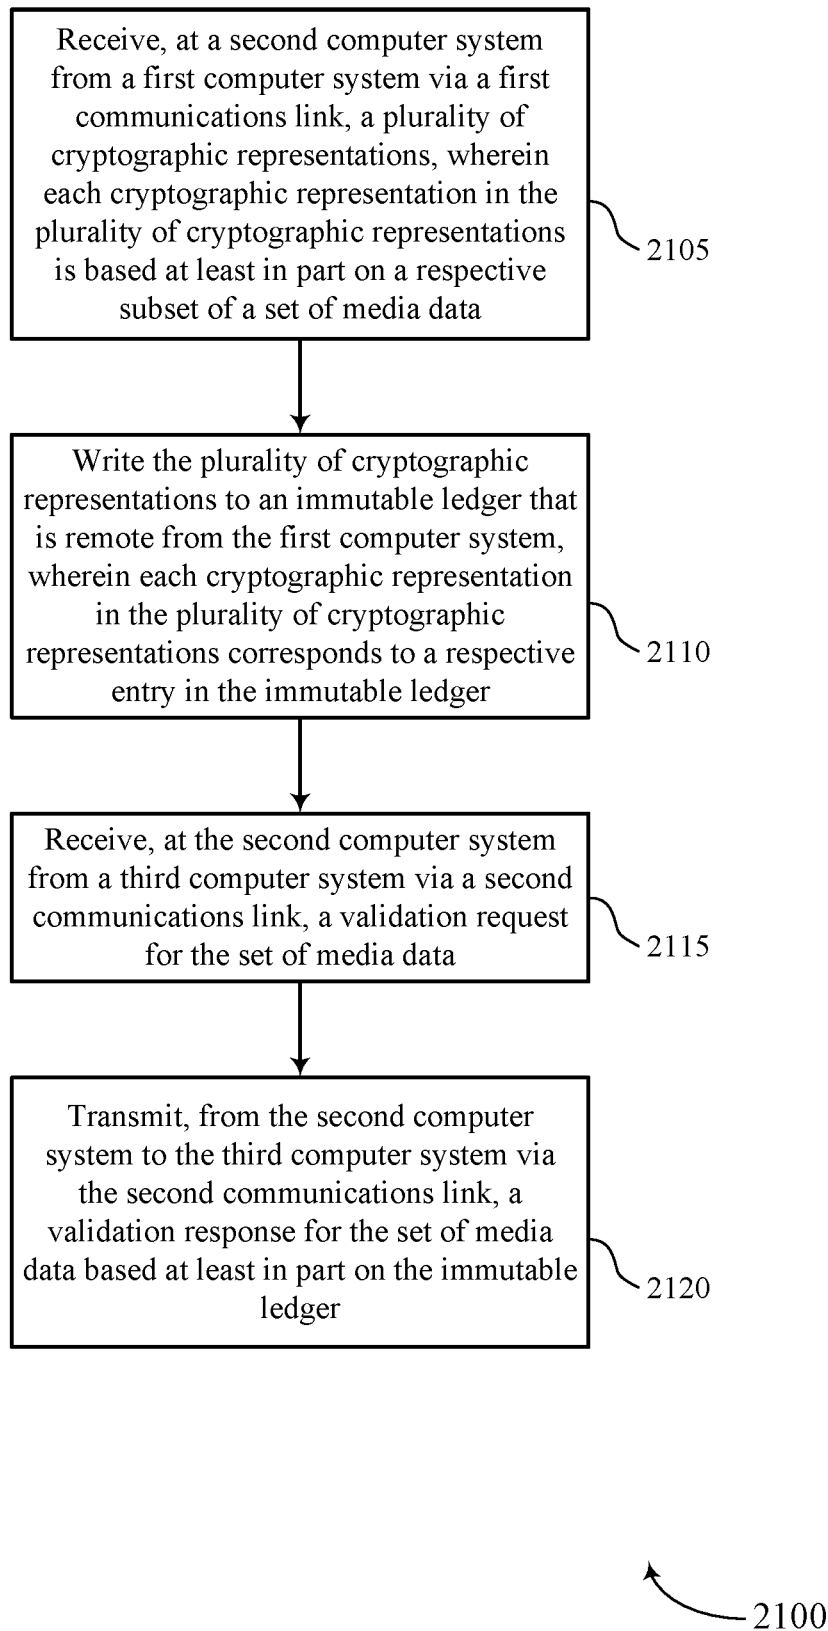 Receive, at a second computer system
from a first computer system via a first
communications link, a plurality of
cryptographic representations, wherein
each cryptographic representation in the
plurality of cryptographic representations
is based at least in part on a respective
subset of a set of media data
2105
Write the plurality of cryptographic
representations to an immutable ledger that
is remote from the first computer system,
wherein each cryptographic representation
in the plurality of cryptographic
representations corresponds to a respective
entry in the immutable ledger
2110
Receive, at the second computer system
from a third computer system via a second
communications link, a validation request
for the set of media data
2115
Transmit, from the second computer
system to the third computer system via
the second communications link, a
validation response for the set of media
data based at least in part on the immutable
ledger
2120
2100